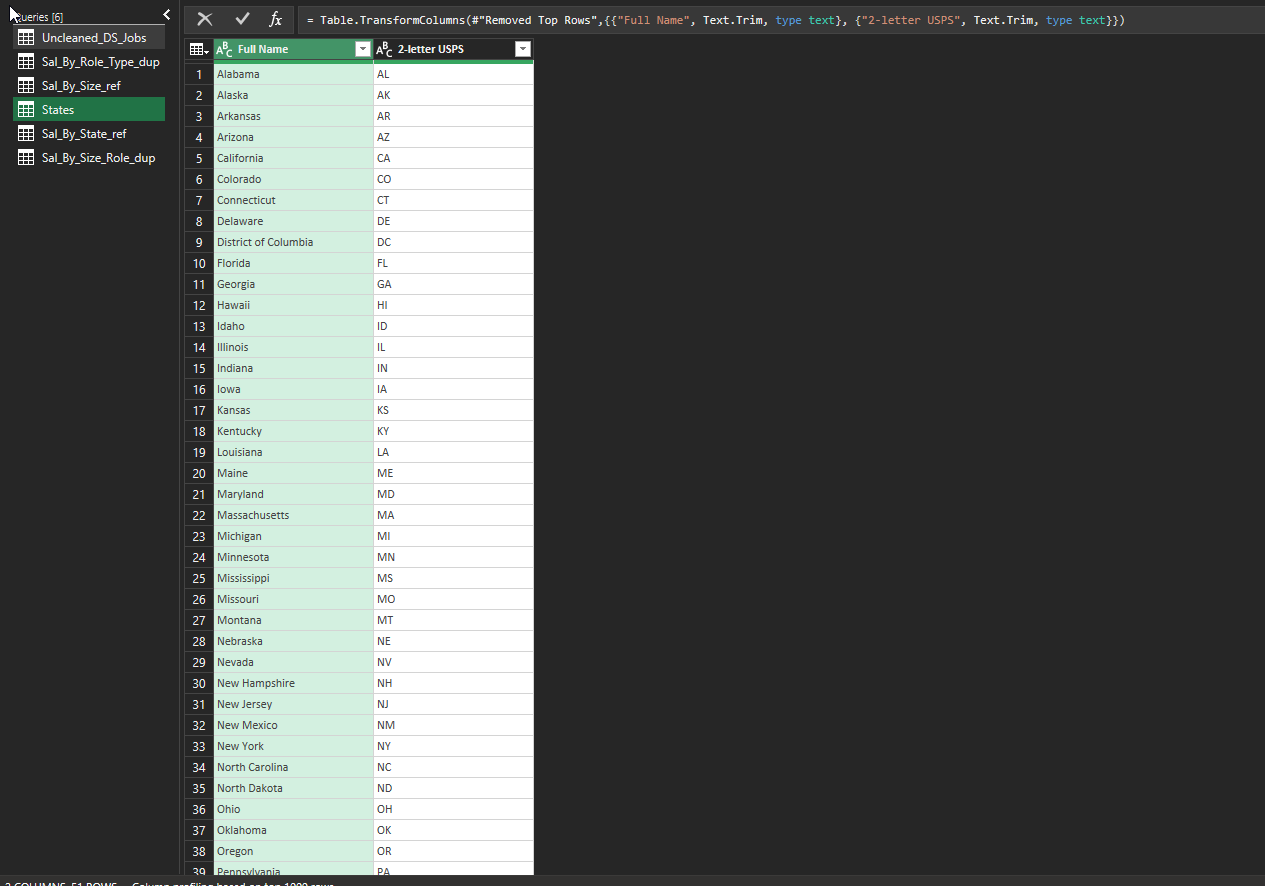 Queries [6]
Uncleaned_DS_Jobs
Sal_By_Role_Type_dup
Sal_By_Size_ref
States
Sal_By_State_ref
Sal_By_Size_Role_dup
fx = Table.TransformColumns(#"Removed Top Rows",{{"Full Name", Text.Trim, type text}, {"2-letter USPS", Text.Trim, type text}})
ABC Full Name ABC 2-letter USPS
1 Alabama AL
2 Alaska AK
3 Arkansas AR
4 Arizona AZ
5 California CA
6 Colorado CO
7 Connecticut CT
8 Delaware DE
9 District of Columbia DC
10 Florida FL
11 Georgia GA
12 Hawaii HI
13 Idaho ID
14 Illinois IL
15 Indiana IN
16 Iowa IA
17 Kansas KS
18 Kentucky KY
19 Louisiana LA
20 Maine ME
21 Maryland MD
22 Massachusetts MA
23 Michigan MI
24 Minnesota MN
25 Mississippi MS
26 Missouri MO
27 Montana MT
28 Nebraska NE
29 Nevada NV
30 New Hampshire NH
31 New Jersey NJ
32 New Mexico NM
33 New York NY
34 North Carolina NC
35 North Dakota ND
36 Ohio OH
37 Oklahoma OK
38 Oregon OR
39 Pennsylvania PA
2 COLUMNS, 51 ROWS Column profiling based on top 1000 rows